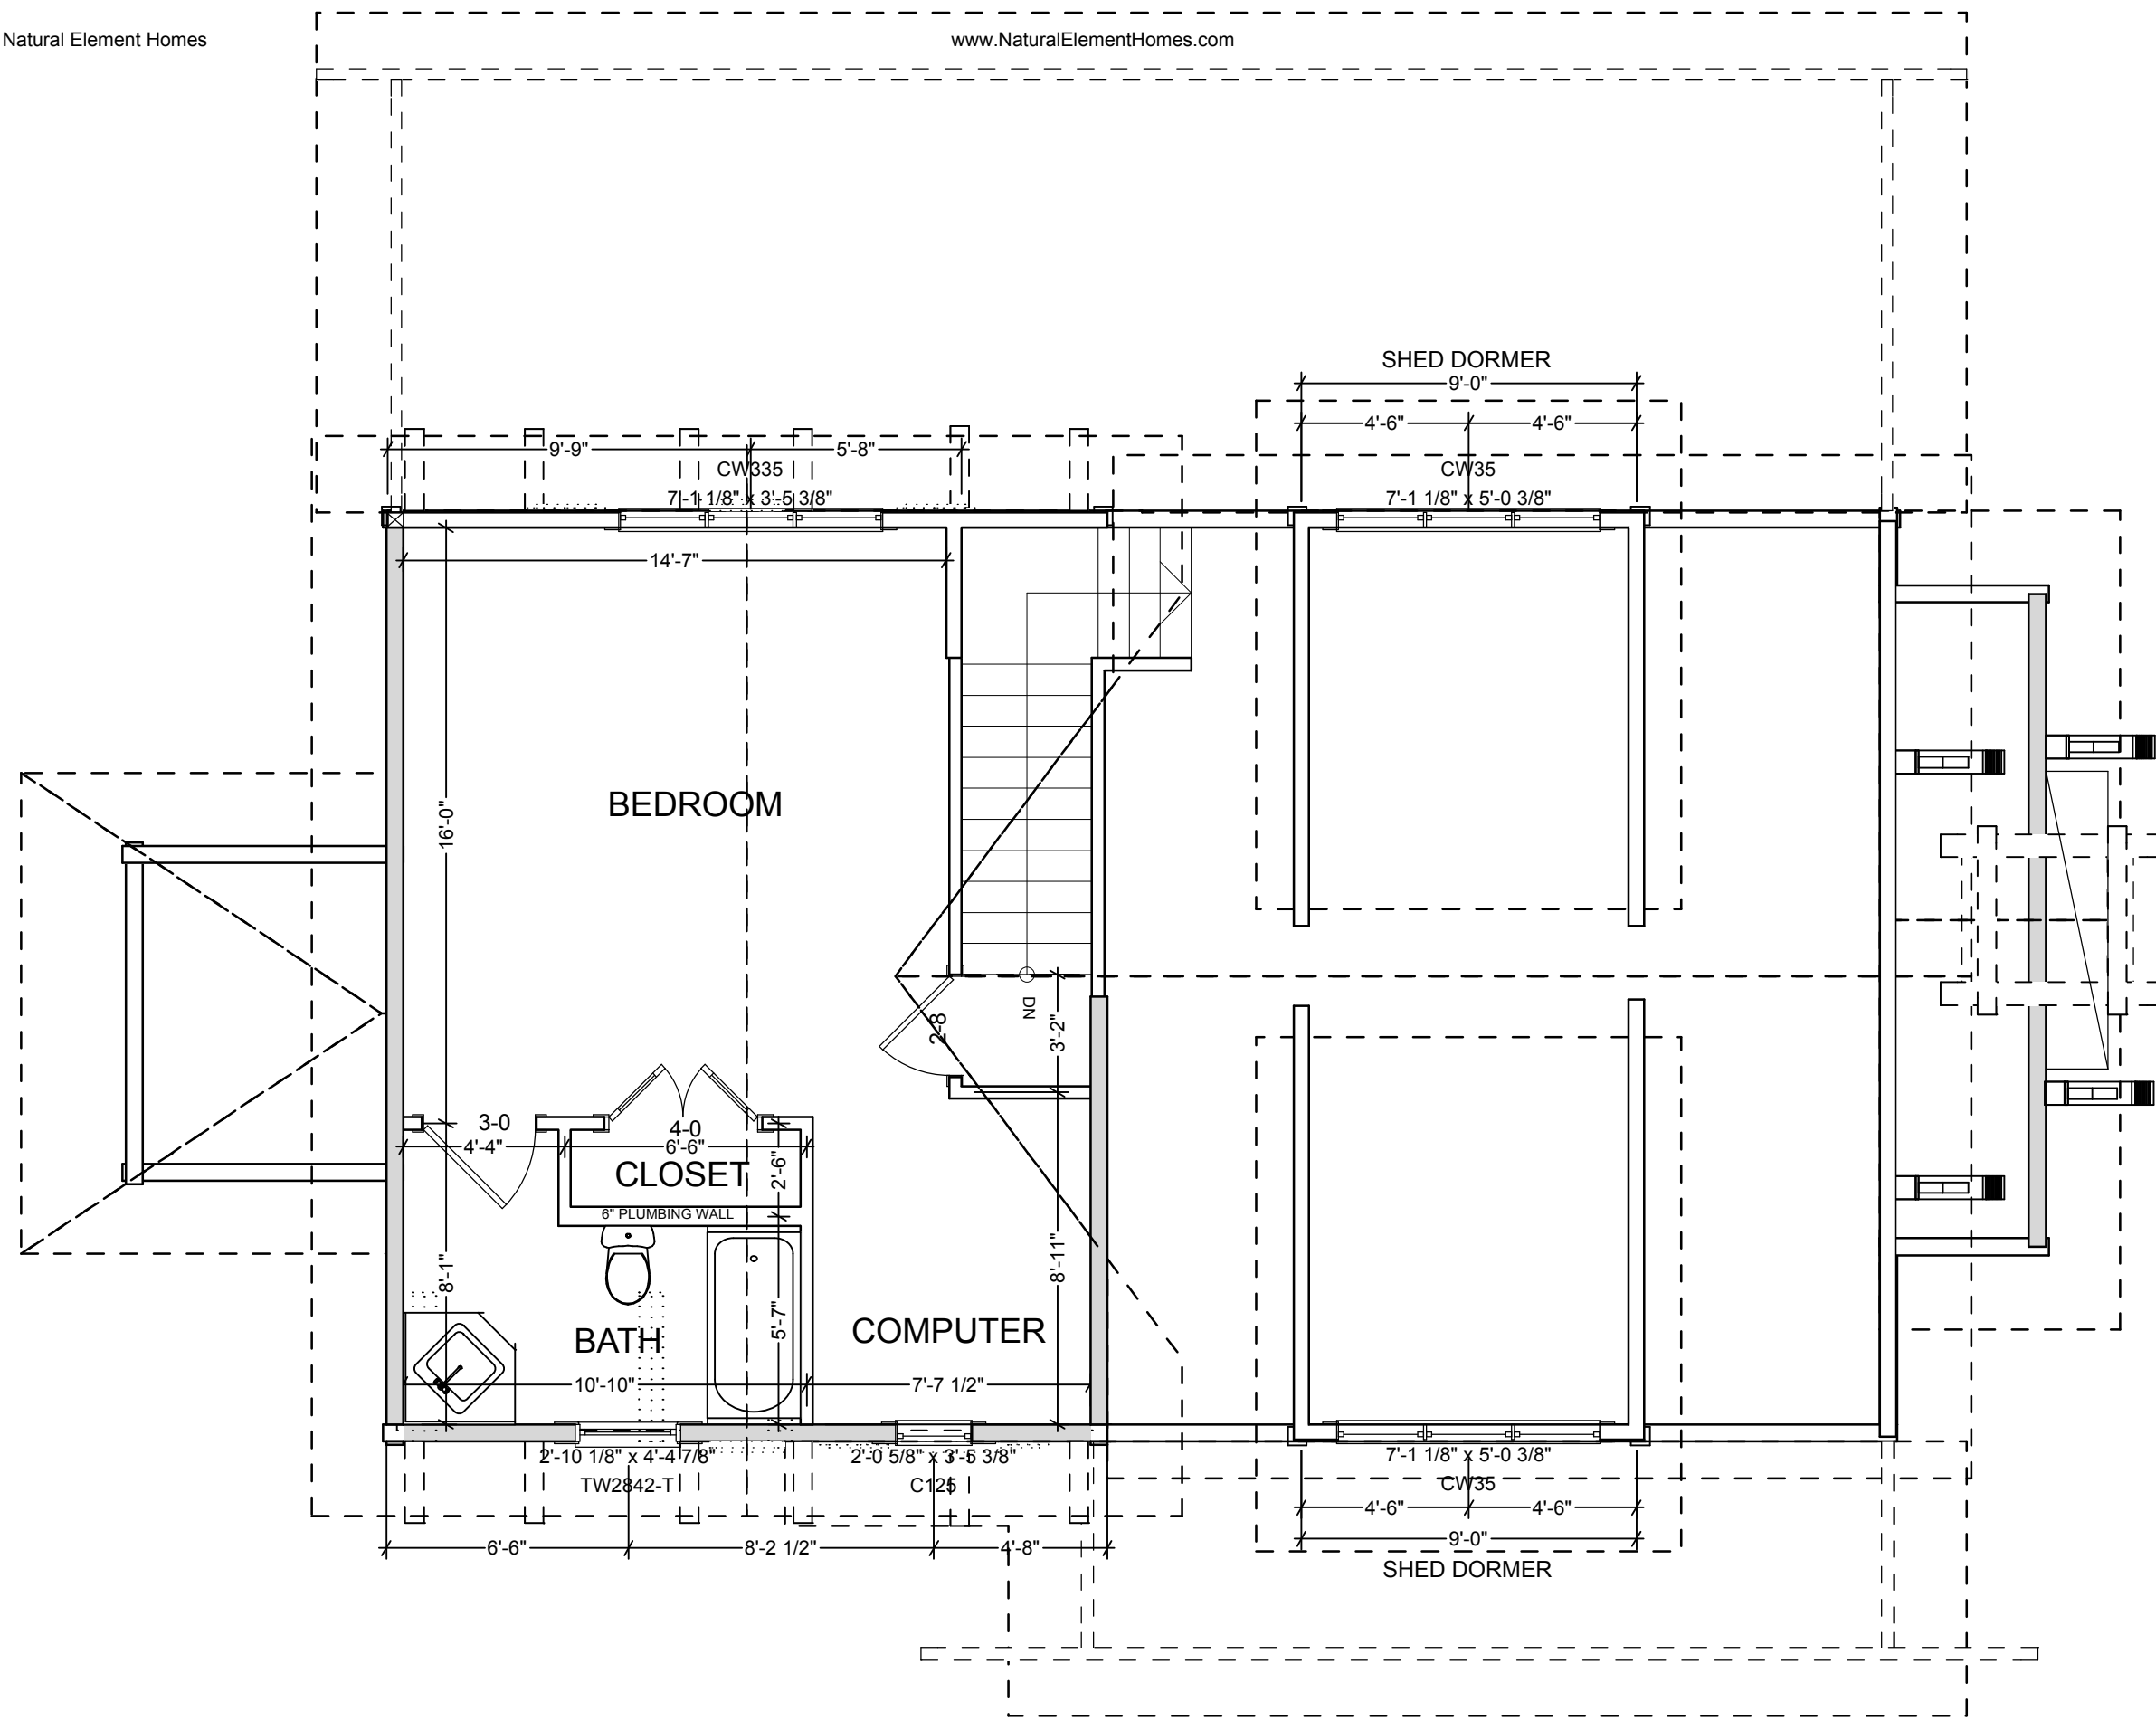 Natural Element Homes
www.NaturalElementHomes.com
SHED DORMER
9'-0"
4'-6"
4'-6"
9'-9"
5'-8"
CW335
CW35
7'-1 1/8" x 3'-5 3/8"
7'-1 1/8" x 5'-0 3/8"
14'-7"
BEDROOM
16'-0"
DN
2-8
3'-2"
3-0
4-0
4'-4"
6'-6"
CLOSET
2'-6"
6" PLUMBING WALL
8'-1"
8'-11"
5'-7"
BATH
COMPUTER
10'-10"
7'-7 1/2"
2'-10 1/8" x 4'-4 7/8"
2'-0 5/8" x 3'-5 3/8"
7'-1 1/8" x 5'-0 3/8"
TW2842-T
C125
CW35
4'-6"
4'-6"
9'-0"
6'-6"
8'-2 1/2"
4'-8"
SHED DORMER